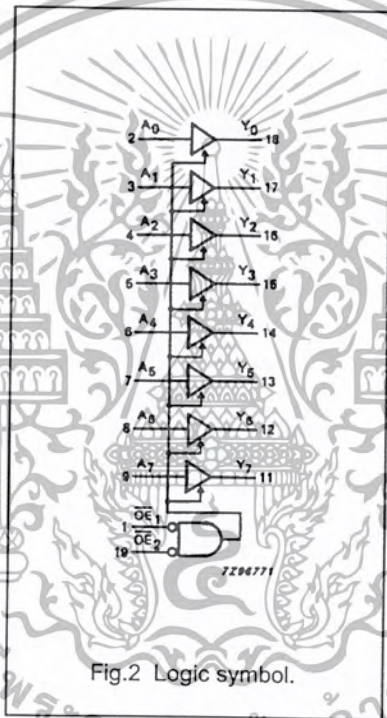 A0 Y0
2 18
A1 Y1
3 17
A2 Y2
4 16
A3 Y3
5 15
A4 Y4
6 14
A5 Y5
7 13
A6 Y6
8 12
A7 Y7
9 11
O̅E̅1
1
O̅E̅2
19
7Z96771
Fig.2 Logic symbol.